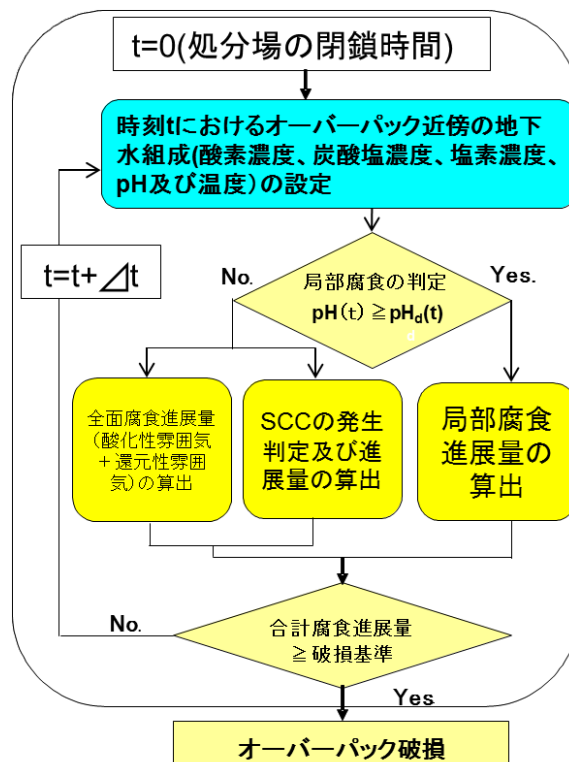 t=0(処分場の閉鎖時間)
時刻tにおけるオーバーパック近傍の地下
水組成(酸素濃度、炭酸塩濃度、塩素濃度、
pH及び温度）の設定
t=t+⊿t
No.
局部腐食の判定
Yes.
pH（t）≧pHd(t)
d
全面腐食進展量
（酸化性雰囲気
＋還元性雰囲
気）の算出
SCCの発生
判定及び進
展量の算出
局部腐食
進展量の
算出
No.
合計腐食進展量
≧破損基準
Yes
オーバーパック破損